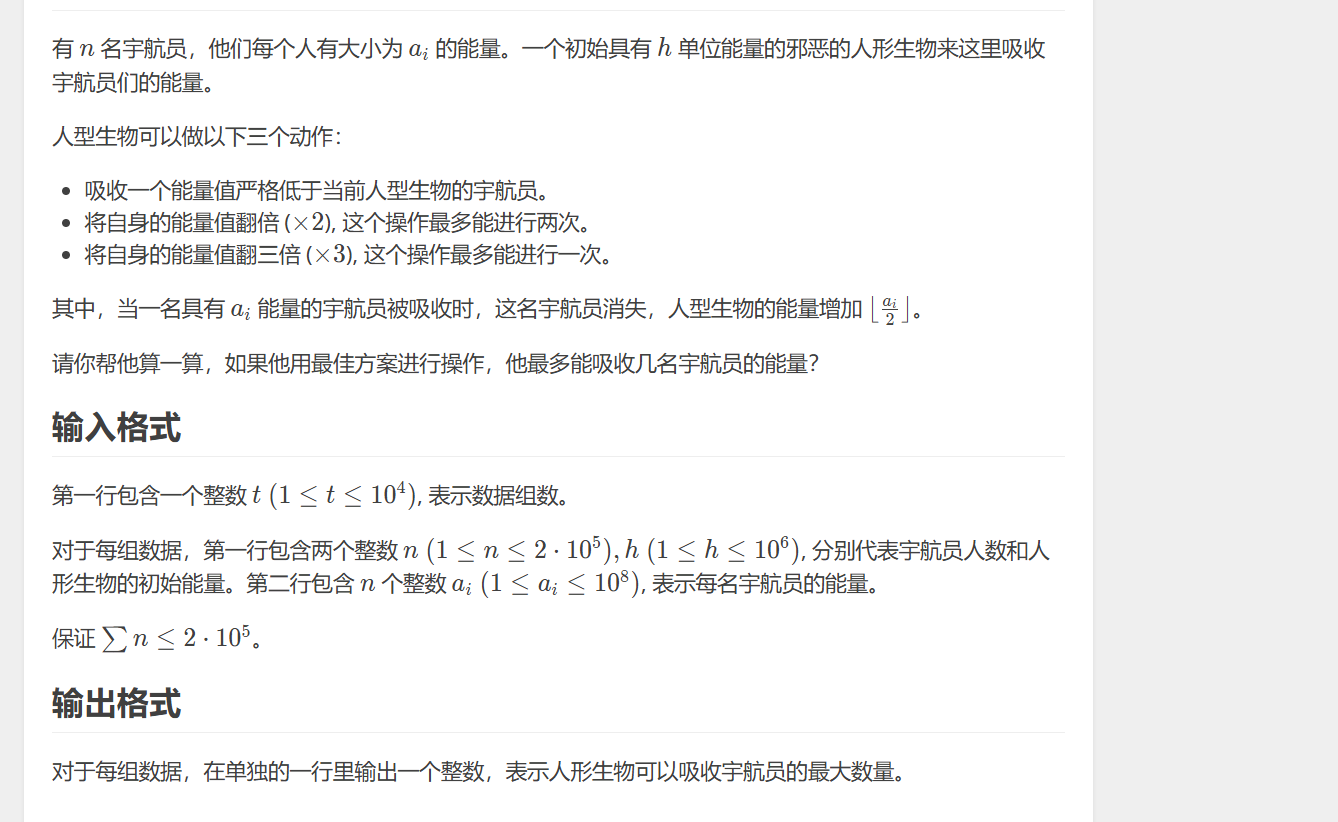 有 n 名宇航员，他们每个人有大小为 a_i 的能量。一个初始具有 h 单位能量的邪恶的人形生物来这里吸收
宇航员们的能量。
人型生物可以做以下三个动作：
• 吸收一个能量值严格低于当前人型生物的宇航员。
• 将自身的能量值翻倍 (×2), 这个操作最多能进行两次。
• 将自身的能量值翻三倍 (×3), 这个操作最多能进行一次。
其中，当一名具有 a_i 能量的宇航员被吸收时，这名宇航员消失，人型生物的能量增加 ⌊a_i/2⌋。
请你帮他算一算，如果他用最佳方案进行操作，他最多能吸收几名宇航员的能量？
输入格式
第一行包含一个整数 t (1 ≤ t ≤ 10^4), 表示数据组数。
对于每组数据，第一行包含两个整数 n (1 ≤ n ≤ 2 · 10^5), h (1 ≤ h ≤ 10^6), 分别代表宇航员人数和人
形生物的初始能量。第二行包含 n 个整数 a_i (1 ≤ a_i ≤ 10^8), 表示每名宇航员的能量。
保证 ∑ n ≤ 2 · 10^5。
输出格式
对于每组数据，在单独的一行里输出一个整数，表示人形生物可以吸收宇航员的最大数量。